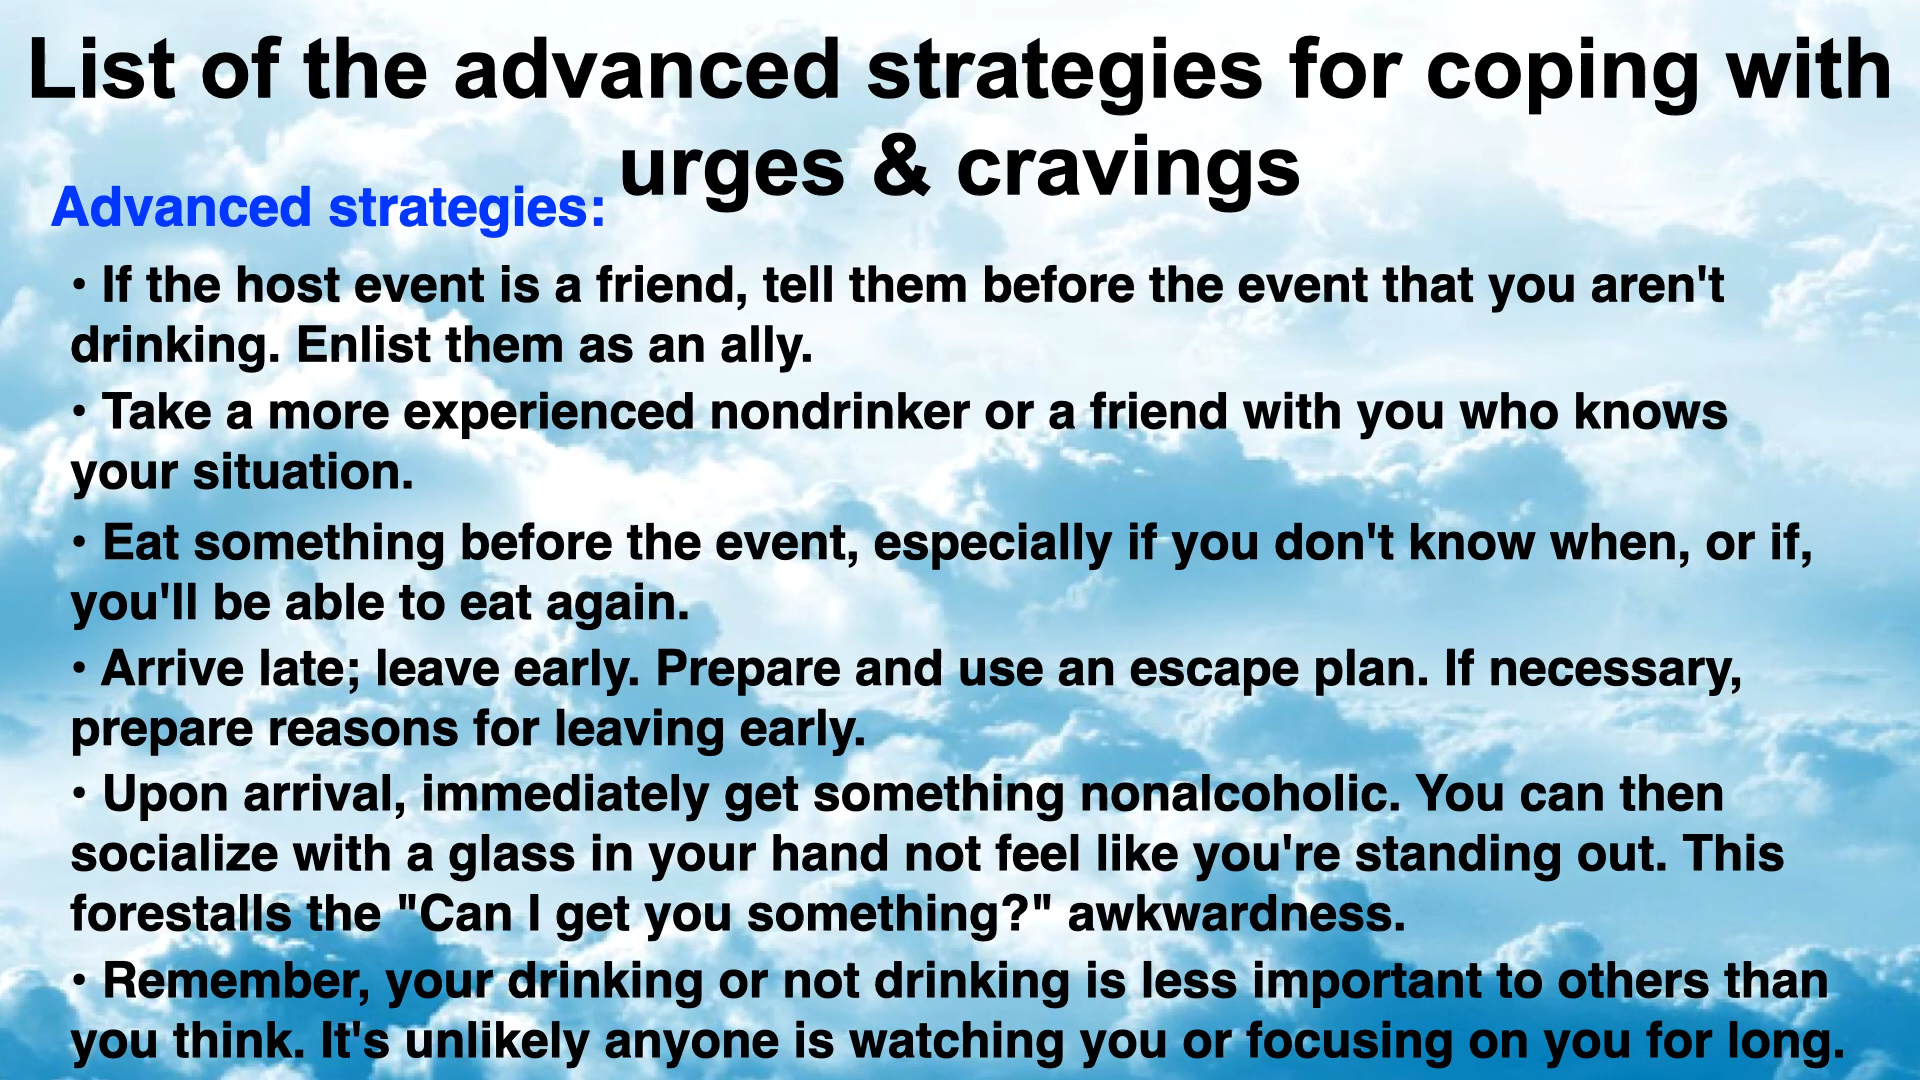 List of the advanced strategies for coping with
urges & cravings
Advanced strategies:
• If the host event is a friend, tell them before the event that you aren't
drinking. Enlist them as an ally.
• Take a more experienced nondrinker or a friend with you who knows
your situation.
• Eat something before the event, especially if you don't know when, or if,
you'll be able to eat again.
• Arrive late; leave early. Prepare and use an escape plan. If necessary,
prepare reasons for leaving early.
• Upon arrival, immediately get something nonalcoholic. You can then
socialize with a glass in your hand not feel like you're standing out. This
forestalls the "Can I get you something?" awkwardness.
• Remember, your drinking or not drinking is less important to others than
you think. It's unlikely anyone is watching you or focusing on you for long.